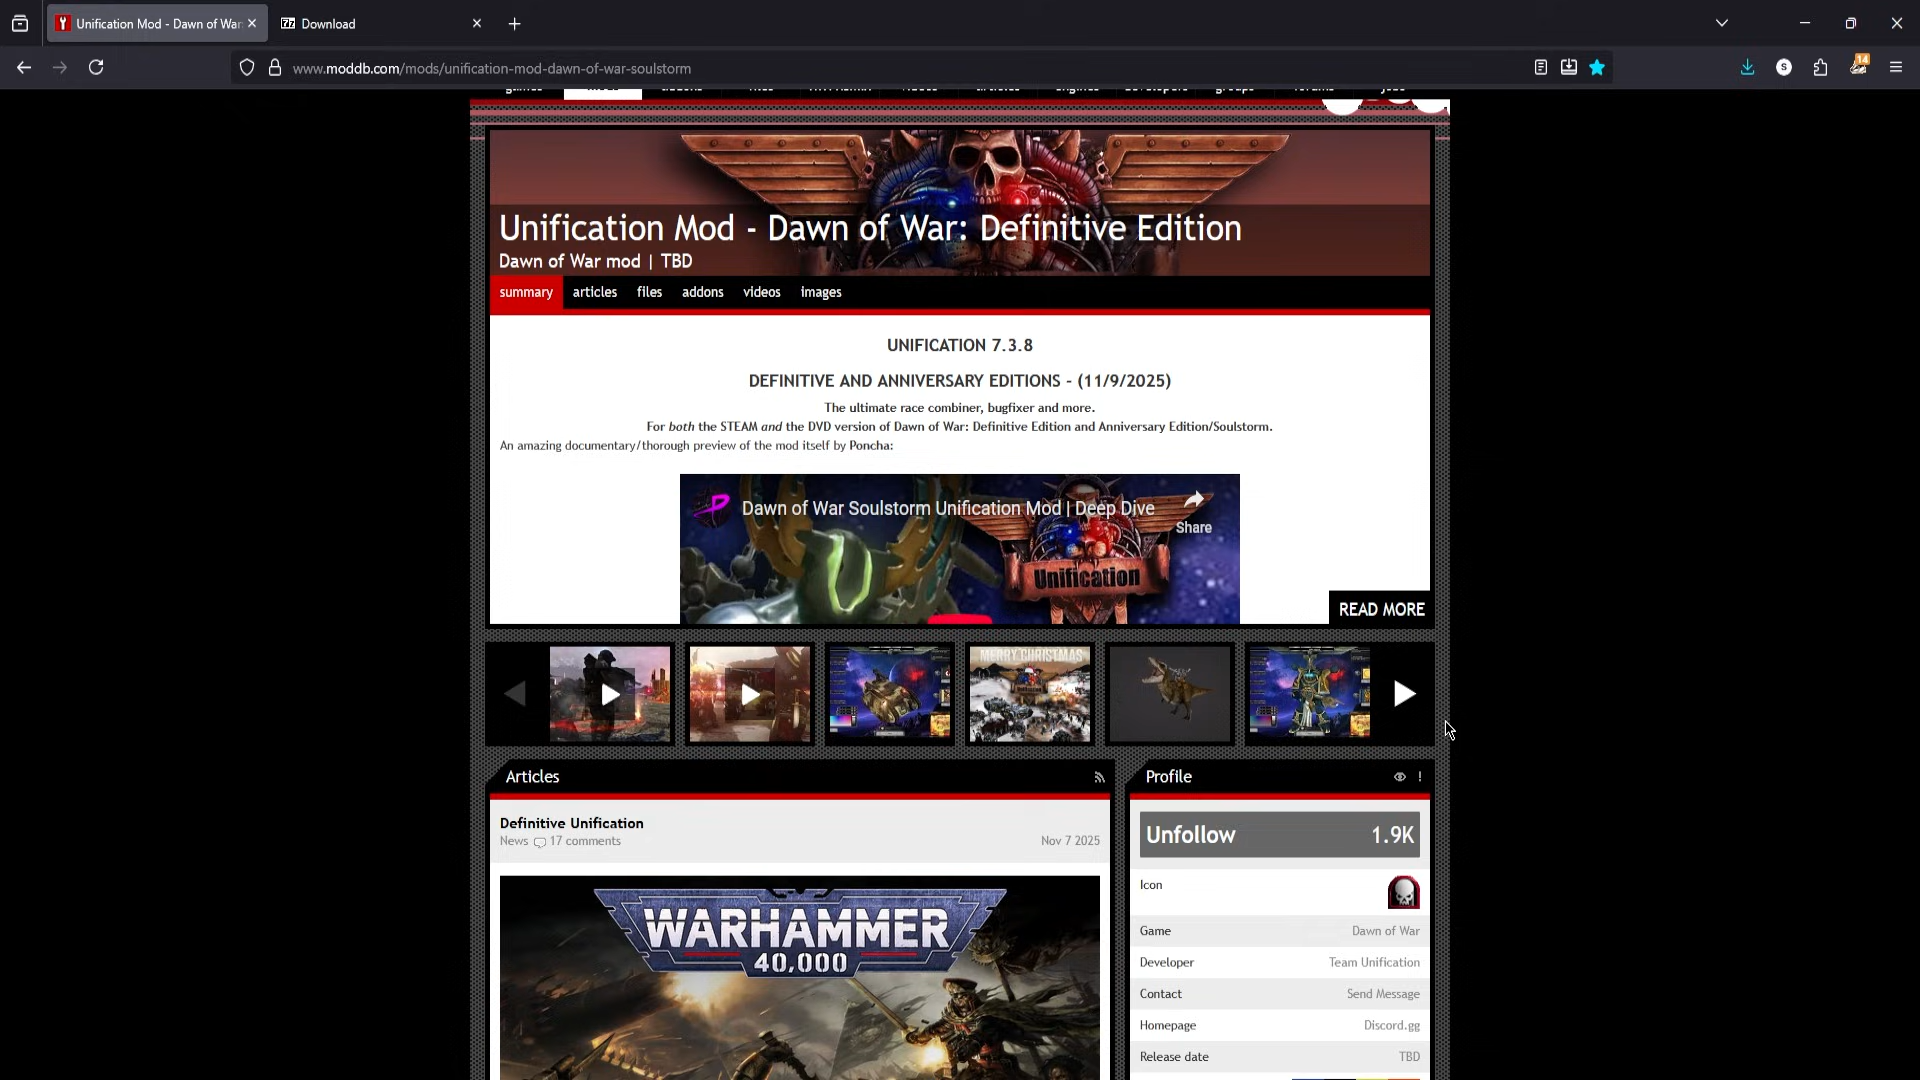 Unification Mod - Dawn of War
Download
www.moddb.com/mods/unification-mod-dawn-of-war-soulstorm
14
S
Unification Mod - Dawn of War: Definitive Edition
Dawn of War mod | TBD
summary articles files addons videos images
UNIFICATION 7.3.8
DEFINITIVE AND ANNIVERSARY EDITIONS - (11/9/2025)
The ultimate race combiner, bugfixer and more.
For both the STEAM and the DVD version of Dawn of War: Definitive Edition and Anniversary Edition/Soulstorm.
An amazing documentary/thorough preview of the mod itself by Poncha:
Dawn of War Soulstorm Unification Mod | Deep Dive
Share
Unification
READ MORE
MERRY CHRISTMAS
Articles
Definitive Unification
News 17 comments Nov 7 2025
WARHAMMER
40,000
Profile
Unfollow 1.9K
Icon
Game Dawn of War
Developer Team Unification
Contact Send Message
Homepage Discord.gg
Release date TBD